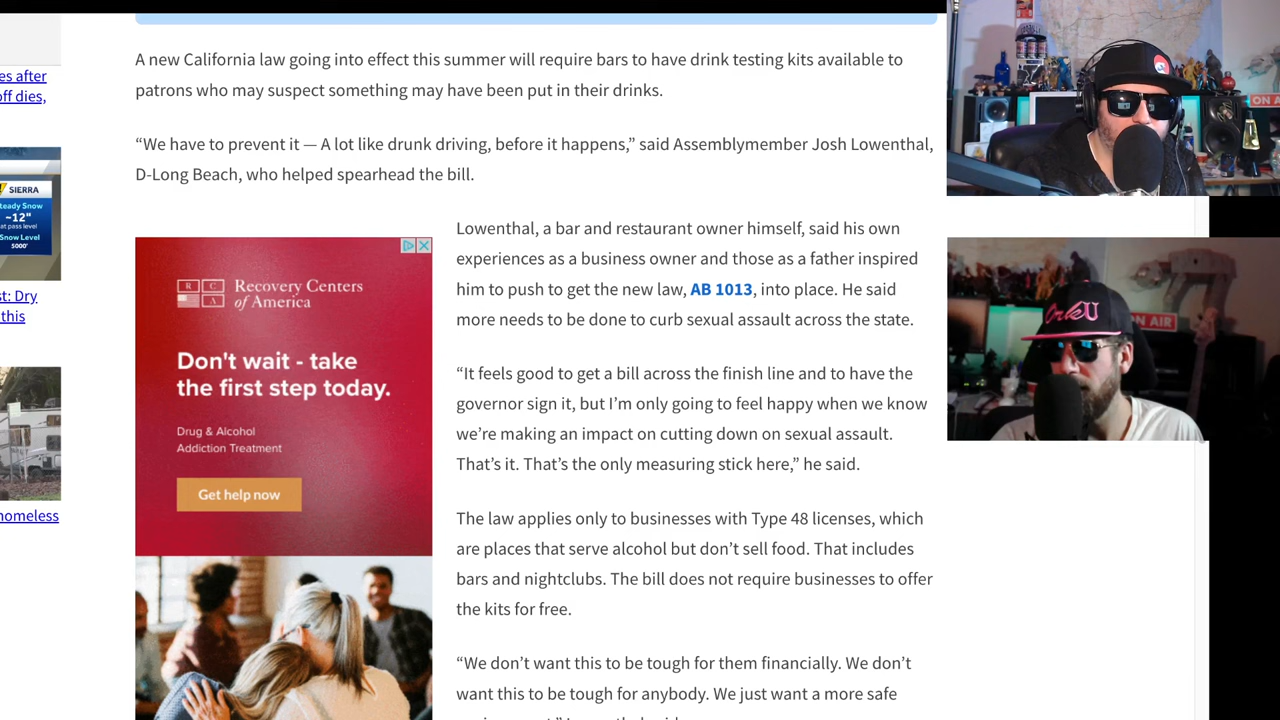 es after
off dies,
SIERRA
teady Snow
~12"
at pass level
Snow Level
5000'
st: Dry
this
homeless
A new California law going into effect this summer will require bars to have drink testing kits available to
patrons who may suspect something may have been put in their drinks.
“We have to prevent it — A lot like drunk driving, before it happens,” said Assemblymember Josh Lowenthal,
D-Long Beach, who helped spearhead the bill.
R C A
Recovery Centers
of America
Don't wait - take
the first step today.
Drug & Alcohol
Addiction Treatment
Get help now
Lowenthal, a bar and restaurant owner himself, said his own
experiences as a business owner and those as a father inspired
him to push to get the new law, AB 1013, into place. He said
more needs to be done to curb sexual assault across the state.
“It feels good to get a bill across the finish line and to have the
governor sign it, but I’m only going to feel happy when we know
we’re making an impact on cutting down on sexual assault.
That’s it. That’s the only measuring stick here,” he said.
The law applies only to businesses with Type 48 licenses, which
are places that serve alcohol but don’t sell food. That includes
bars and nightclubs. The bill does not require businesses to offer
the kits for free.
“We don’t want this to be tough for them financially. We don’t
want this to be tough for anybody. We just want a more safe
ON A
OrkU
ON AIR